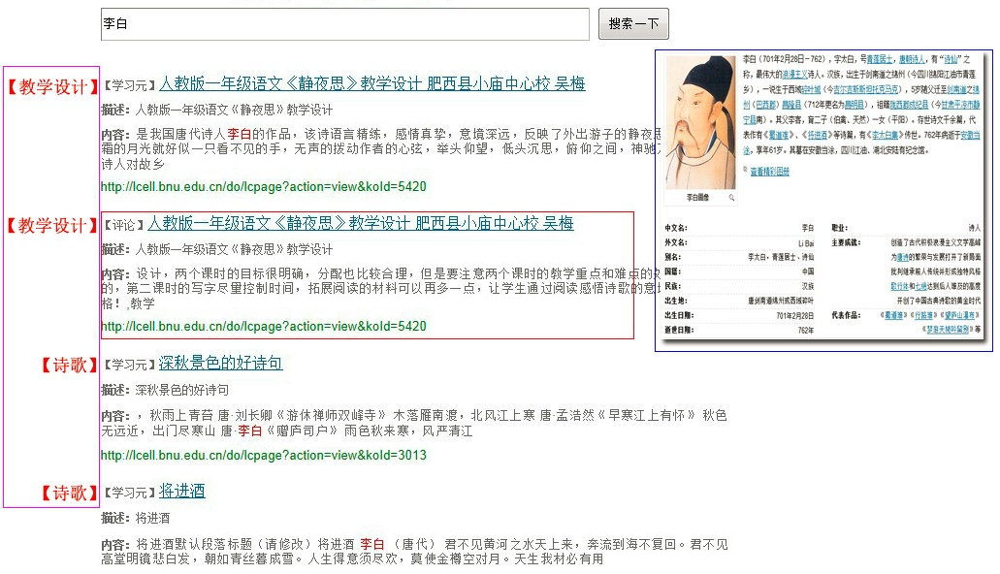 李白
搜索一下
【教学设计】
【学习元】人教版一年级语文《静夜思》教学设计 肥西县小庙中心校 吴梅
描述: 人教版一年级语文《静夜思》教学设计
内容: 是我国唐代诗人李白的作品，该诗语言精练，感情真挚，意境深远，反映了外出游子的静夜思
霜的月光就好似一只看不见的手，无声的拨动作者的心弦，举头仰望，低头沉思，俯仰之间，神驰
诗人对故乡
http://lcell.bnu.edu.cn/do/lcpage?action=view&koId=5420
【教学设计】
【评论】人教版一年级语文《静夜思》教学设计 肥西县小庙中心校 吴梅
描述: 人教版一年级语文《静夜思》教学设计
内容: 设计，两个课时的目标很明确，分配也比较合理，但是要注意两个课时的教学重点和难点的
的，第二课时的写字尽量控制时间，拓展阅读的材料可以再多一点，让学生通过阅读感悟诗歌的意
格！,教学
http://lcell.bnu.edu.cn/do/lcpage?action=view&koId=5420
【诗歌】
【学习元】深秋景色的好诗句
描述: 深秋景色的好诗句
内容: ，秋雨上青苔 唐·刘长卿《游休禅师双峰寺》 木落雁南渡，北风江上寒 唐·孟浩然《早寒江上有怀》 秋色
无远近，出门尽寒山 唐·李白《赠庐司户》 雨色秋来寒，风严清江
http://lcell.bnu.edu.cn/do/lcpage?action=view&koId=3013
【诗歌】
【学习元】将进酒
描述: 将进酒
内容: 将进酒默认段落标题（请修改）将进酒 李白 （唐代） 君不见黄河之水天上来，奔流到海不复回。君不见
高堂明镜悲白发，朝如青丝暮成雪。人生得意须尽欢，莫使金樽空对月。天生我材必有用
李白（701年2月28日－762），字太白，号青莲居士，唐朝诗人，有“诗仙”之
称，最伟大的浪漫主义诗人。汉族，出生于剑南道之绵州（今四川绵阳江油市青莲
乡），一说生于西域碎叶城（今吉尔吉斯斯坦托克马克），5岁随父迁至剑南道之绵
州（巴西郡）昌隆县（712年更名为昌明县），祖籍陇西郡成纪县（今甘肃平凉市静
宁县南）。其父李客，育二子（伯禽、天然）一女（平阳）。存世诗文千余篇，代
表作有《蜀道难》、《将进酒》等诗篇，有《李太白集》传世。762年病逝于安徽当
涂，享年61岁。其墓在安徽当涂，四川江油、湖北安陆有纪念馆。
查看精彩图册
李白画像
中文名: 李白
外文名: Li Bai
别名: 李太白，青莲居士、诗仙
国籍: 中国
民族: 汉族
出生地: 唐剑南道绵州或西域碎叶
出生日期: 701年2月28日
逝世日期: 762年
职业: 诗人
主要成就: 创造了古代积极浪漫主义文学高峰
为唐诗的繁荣与发展打开了新局面
批判继承前人传统并形成独特风格
歌行体和七绝达到后人难及的高度
开创了中国古典诗歌的黄金时代
代表作品: 《蜀道难》《行路难》《望庐山瀑布》
《梦游天姥吟留别》等